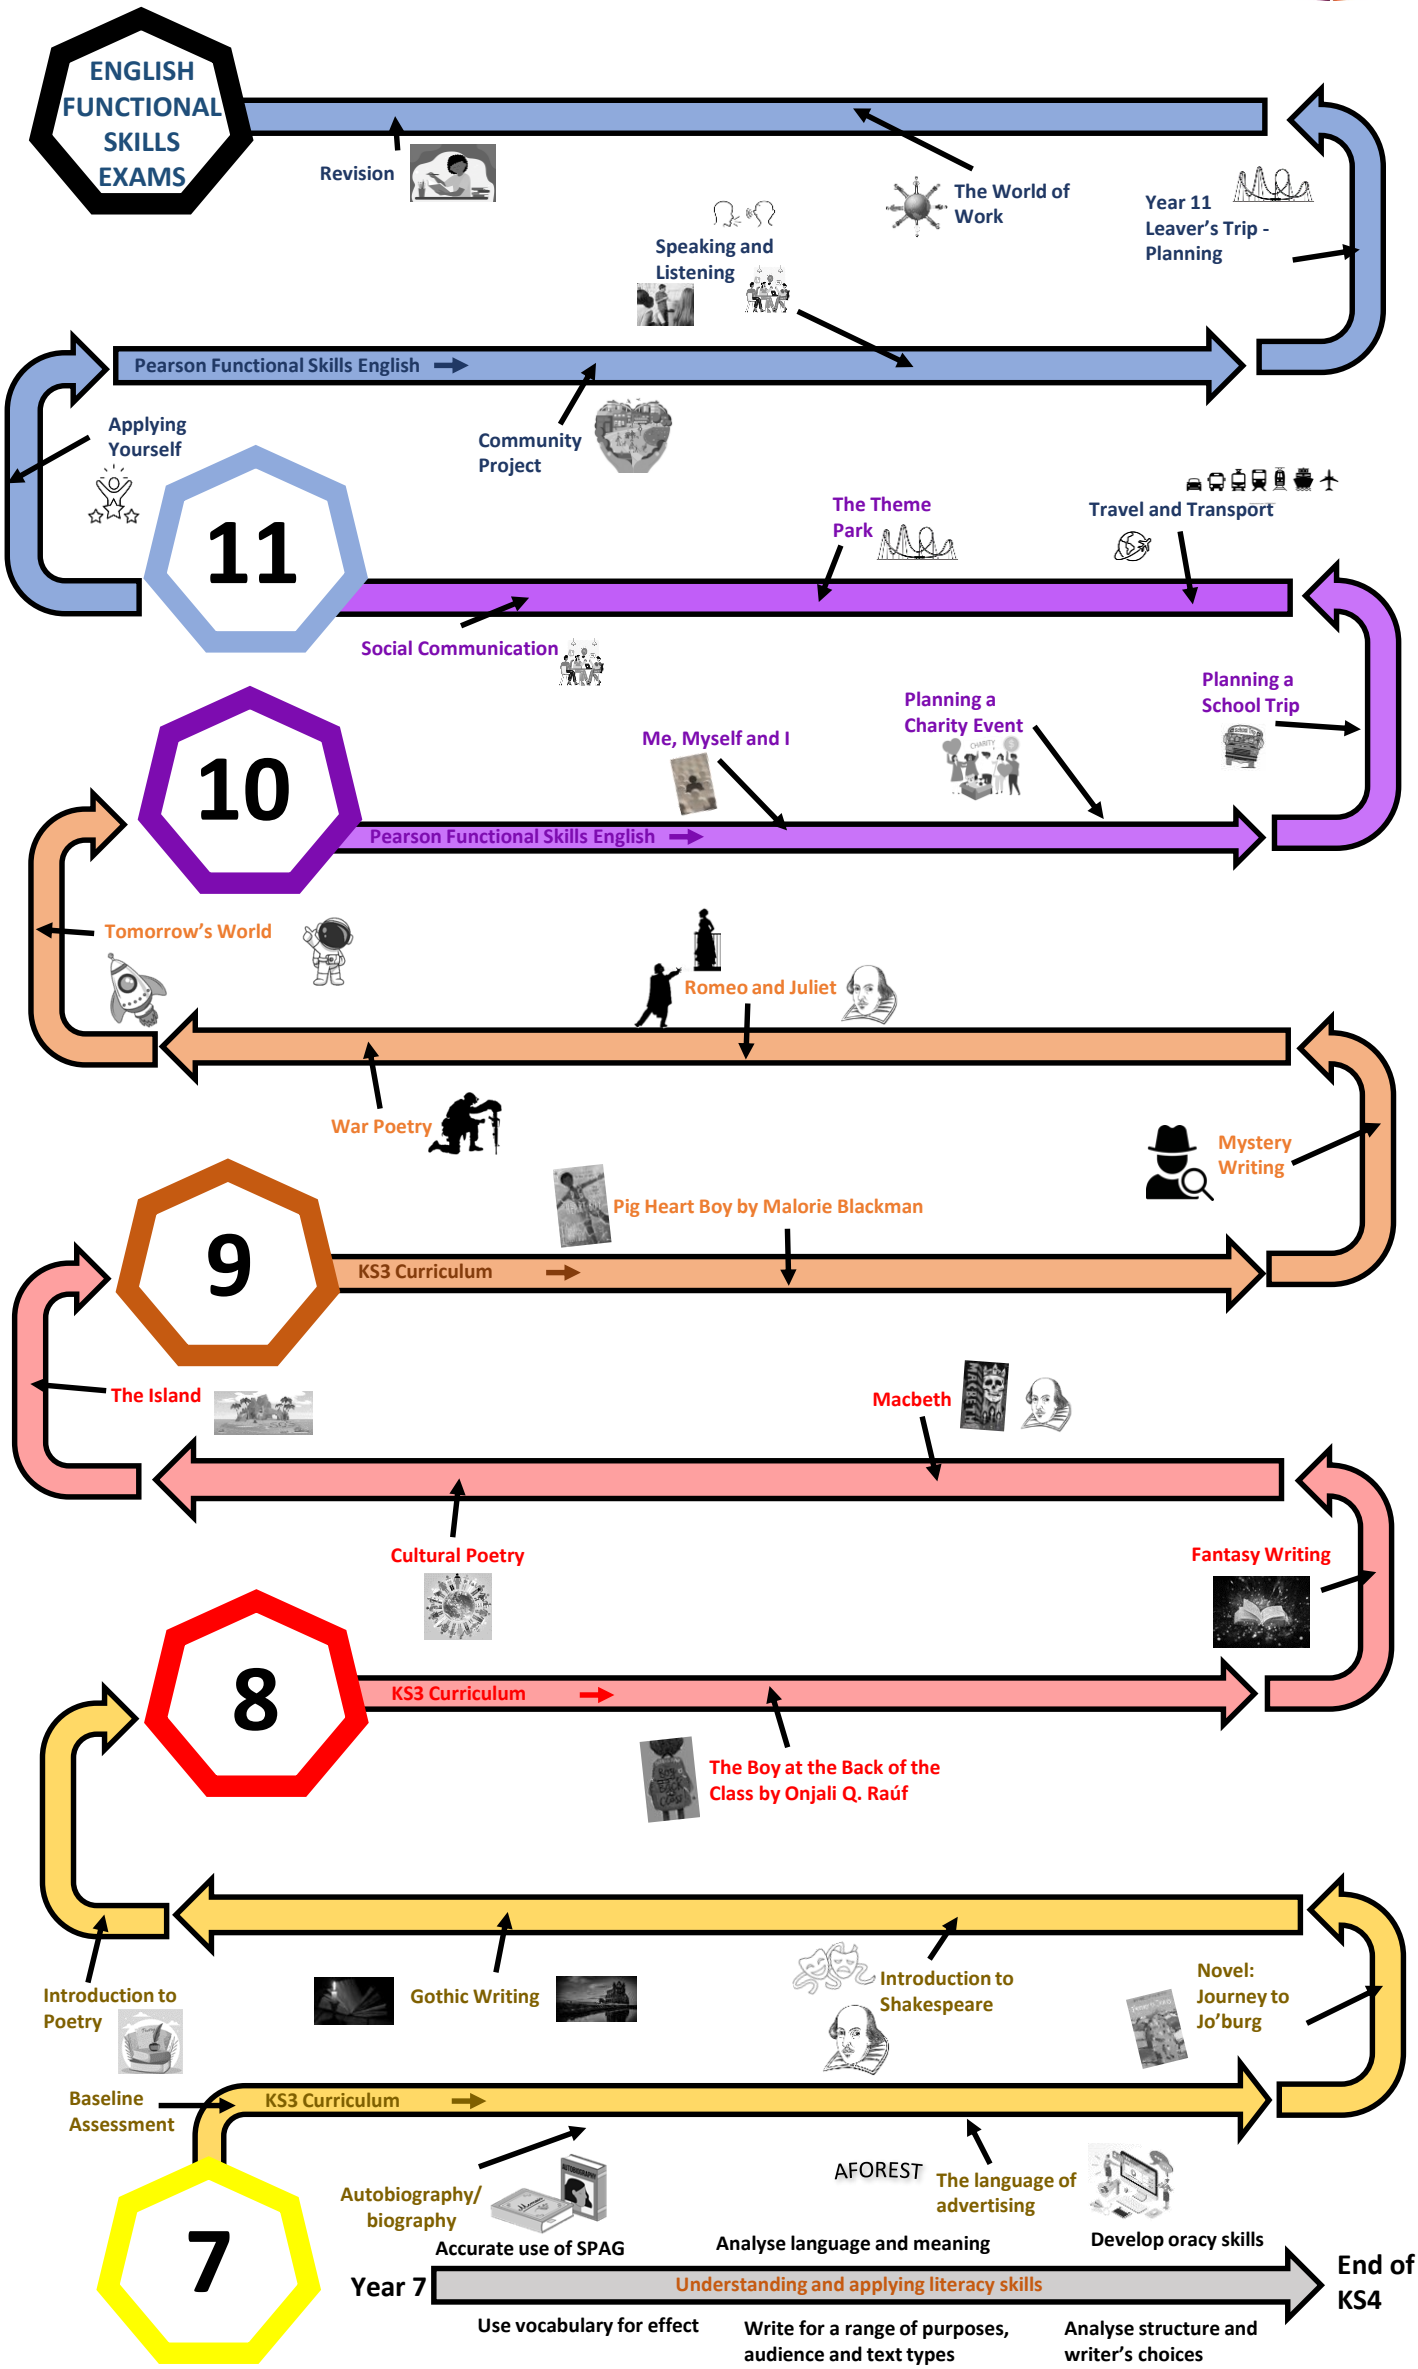 ENGLISH
FUNCTIONAL
SKILLS
EXAMS
Revision
The World of
Work
Year 11
Leaver's Trip -
Planning
Speaking and
Listening
Pearson Functional Skills English
Applying
Yourself
Community
Project
11
The Theme
Park
Travel and Transport
Social Communication
Planning a
School Trip
Planning a
Charity Event
CHARITY
Me, Myself and I
10
Pearson Functional Skills English
Tomorrow's World
Romeo and Juliet
War Poetry
Mystery
Writing
Pig Heart Boy by Malorie Blackman
9
KS3 Curriculum
The Island
Macbeth
MACBETH
Cultural Poetry
Fantasy Writing
8
KS3 Curriculum
The Boy at the Back of the
Class by Onjali Q. Raúf
Introduction to
Poetry
Gothic Writing
Introduction to
Shakespeare
Novel:
Journey to
Jo'burg
Baseline
Assessment
KS3 Curriculum
7
Autobiography/
biography
AUTOBIOGRAPHY
AFOREST
The language of
advertising
Accurate use of SPAG
Analyse language and meaning
Develop oracy skills
Year 7
Understanding and applying literacy skills
End of
KS4
Use vocabulary for effect
Write for a range of purposes,
audience and text types
Analyse structure and
writer's choices